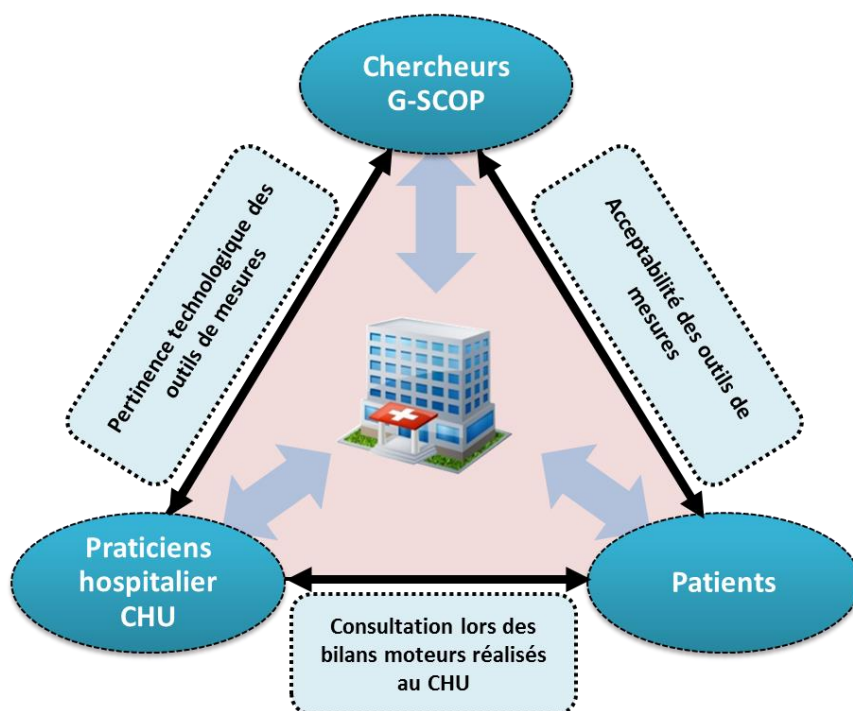 Chercheurs
G-SCOP
Pertinence technologique des
outils de mesures
Acceptabilité des outils de
mesures
Praticiens
hospitalier
CHU
Patients
Consultation lors des
bilans moteurs réalisés
au CHU